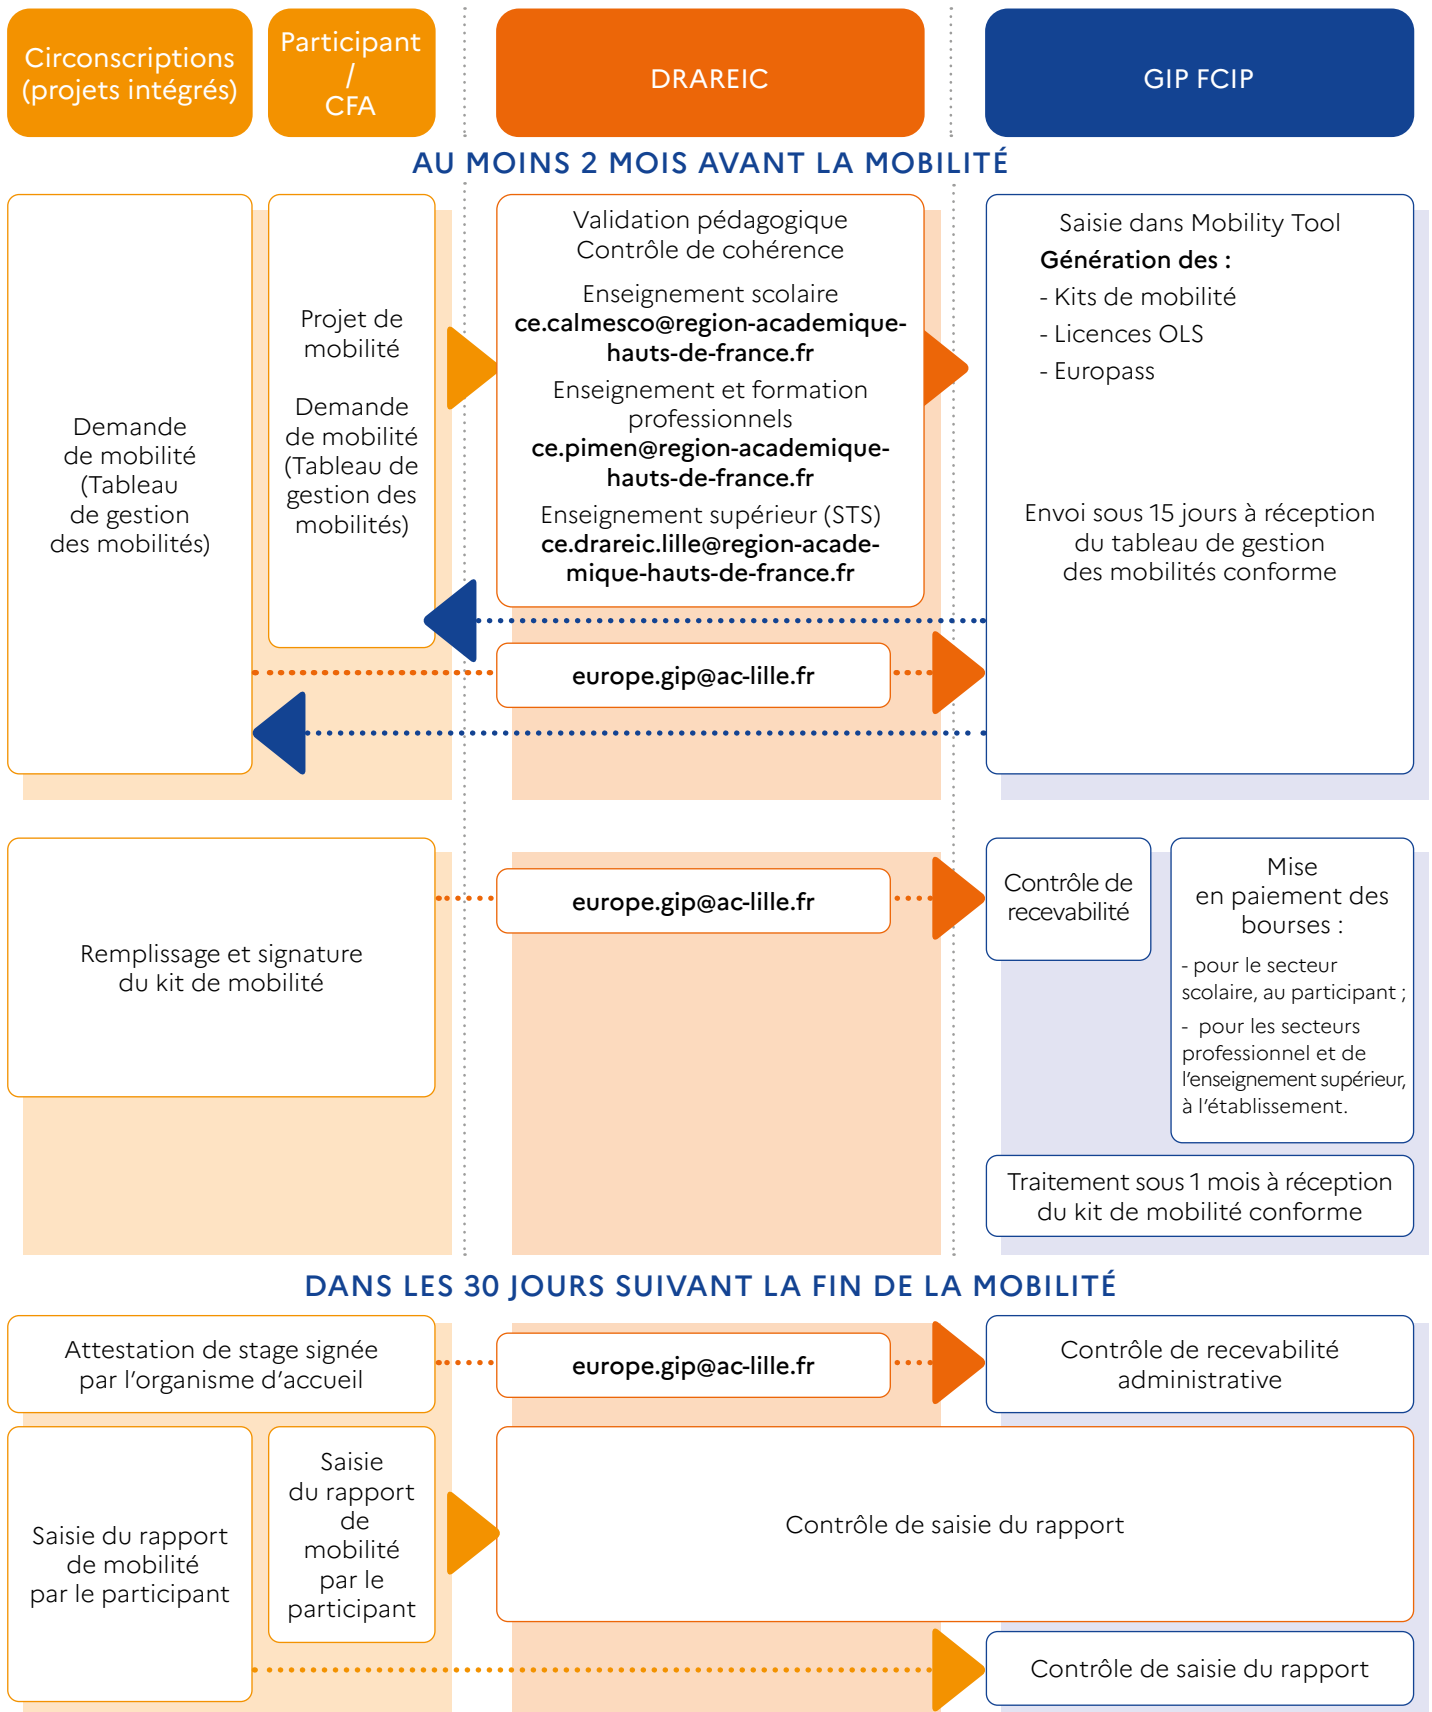 Circonscriptions
(projets intégrés)
Participant
/
CFA
DRAREIC
GIP FCIP
AU MOINS 2 MOIS AVANT LA MOBILITÉ
Demande
de mobilité
(Tableau
de gestion
des mobilités)
Projet de
mobilité
Demande
de mobilité
(Tableau de
gestion des
mobilités)
Validation pédagogique
Contrôle de cohérence
Enseignement scolaire
ce.calmesco@region-academique-
hauts-de-france.fr
Enseignement et formation
professionnels
ce.pimen@region-academique-
hauts-de-france.fr
Enseignement supérieur (STS)
ce.drareic.lille@region-acade-
mique-hauts-de-france.fr
Saisie dans Mobility Tool
Génération des :
- Kits de mobilité
- Licences OLS
- Europass
Envoi sous 15 jours à réception
du tableau de gestion
des mobilités conforme
europe.gip@ac-lille.fr
Remplissage et signature
du kit de mobilité
europe.gip@ac-lille.fr
Contrôle de
recevabilité
Mise
en paiement des
bourses :
- pour le secteur
scolaire, au participant ;
- pour les secteurs
professionnel et de
l'enseignement supérieur,
à l'établissement.
Traitement sous 1 mois à réception
du kit de mobilité conforme
DANS LES 30 JOURS SUIVANT LA FIN DE LA MOBILITÉ
Attestation de stage signée
par l'organisme d'accueil
europe.gip@ac-lille.fr
Contrôle de recevabilité
administrative
Saisie du rapport
de mobilité
par le participant
Saisie
du rapport
de
mobilité
par le
participant
Contrôle de saisie du rapport
Contrôle de saisie du rapport